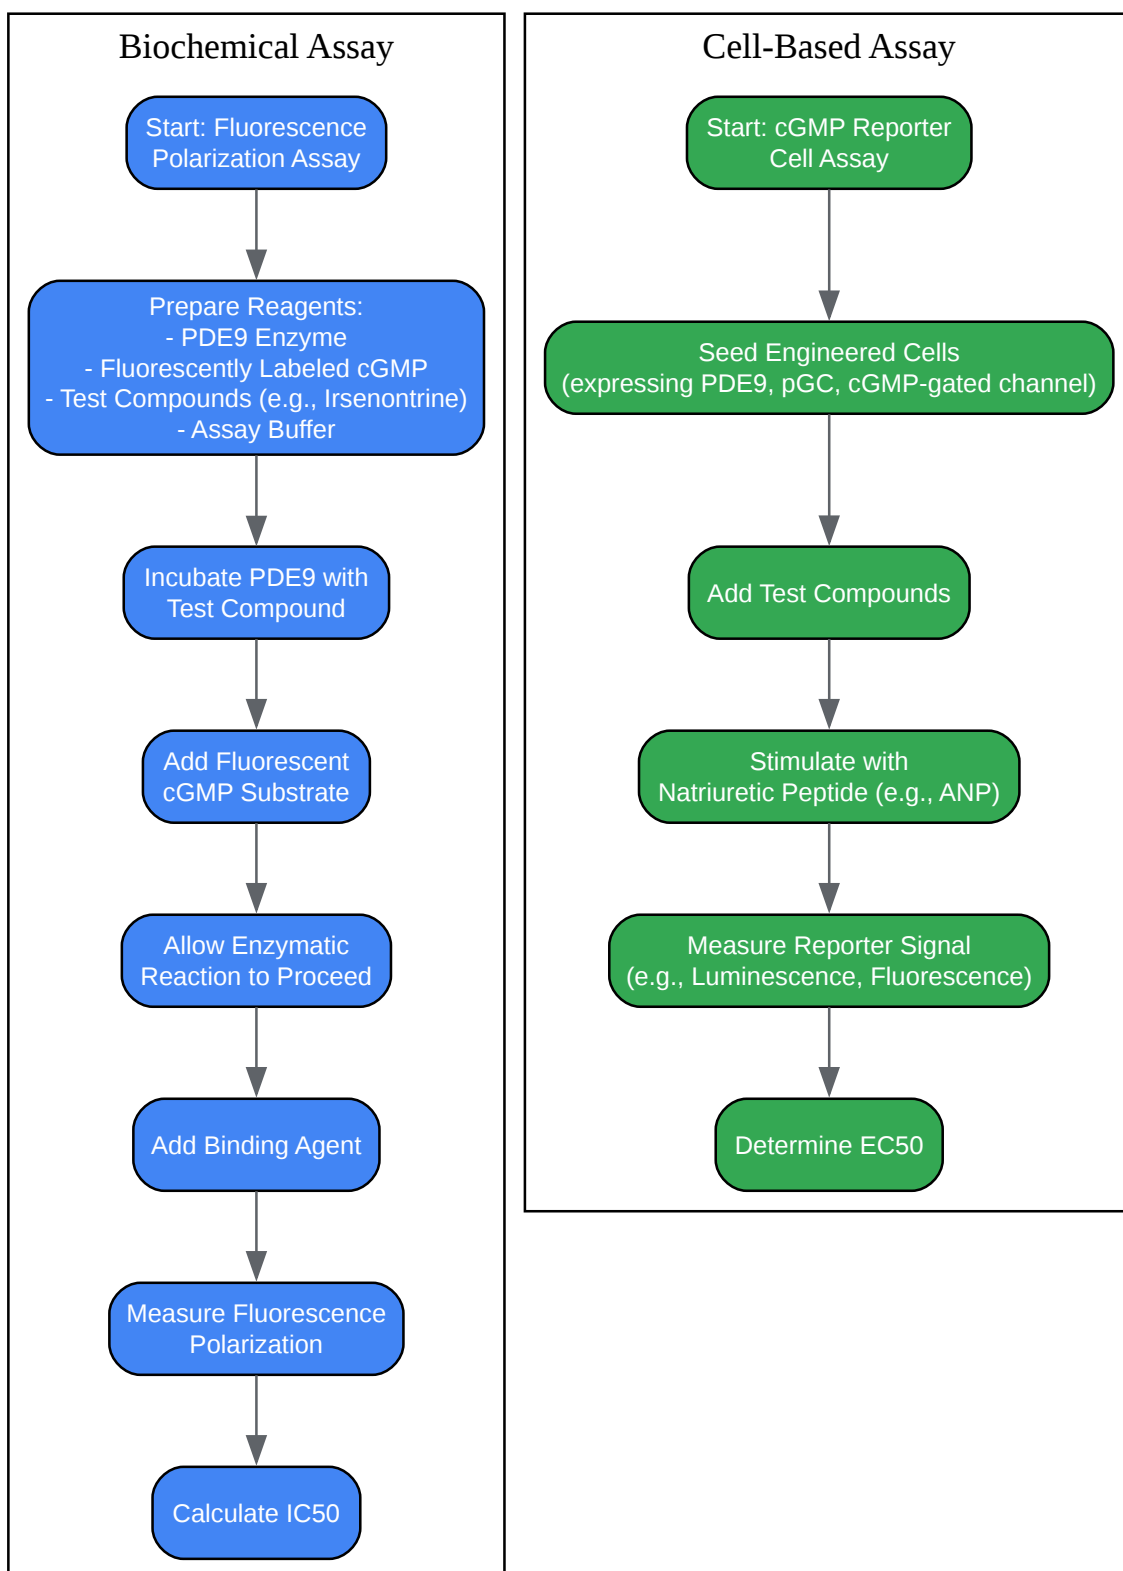 Biochemical Assay
Start: Fluorescence
Polarization Assay
Prepare Reagents:
- PDE9 Enzyme
- Fluorescently Labeled cGMP
- Test Compounds (e.g., Irsenontrine)
- Assay Buffer
Incubate PDE9 with
Test Compound
Add Fluorescent
cGMP Substrate
Allow Enzymatic
Reaction to Proceed
Add Binding Agent
Measure Fluorescence
Polarization
Calculate IC50
Cell-Based Assay
Start: cGMP Reporter
Cell Assay
Seed Engineered Cells
(expressing PDE9, pGC, cGMP-gated channel)
Add Test Compounds
Stimulate with
Natriuretic Peptide (e.g., ANP)
Measure Reporter Signal
(e.g., Luminescence, Fluorescence)
Determine EC50